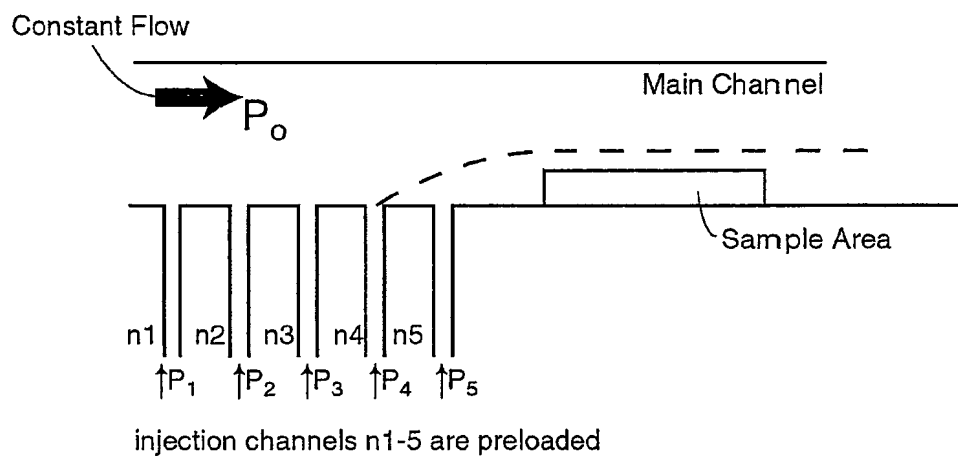 Constant Flow
Main Channel
Po
Sample Area
n1 n2 n3 n4 n5
P1 P2 P3 P4 P5
injection channels n1-5 are preloaded